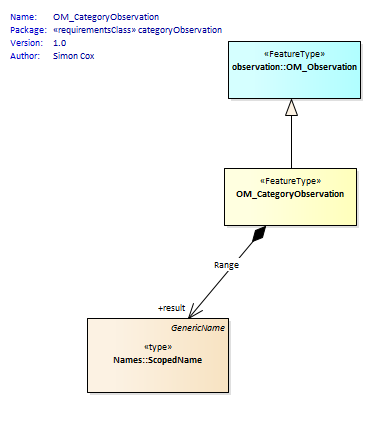 Name: OM_CategoryObservation
Package: «requirementsClass» categoryObservation
Version: 1.0
Author: Simon Cox
«FeatureType»
observation::OM_Observation
«FeatureType»
OM_CategoryObservation
Range
+result
GenericName
«type»
Names::ScopedName